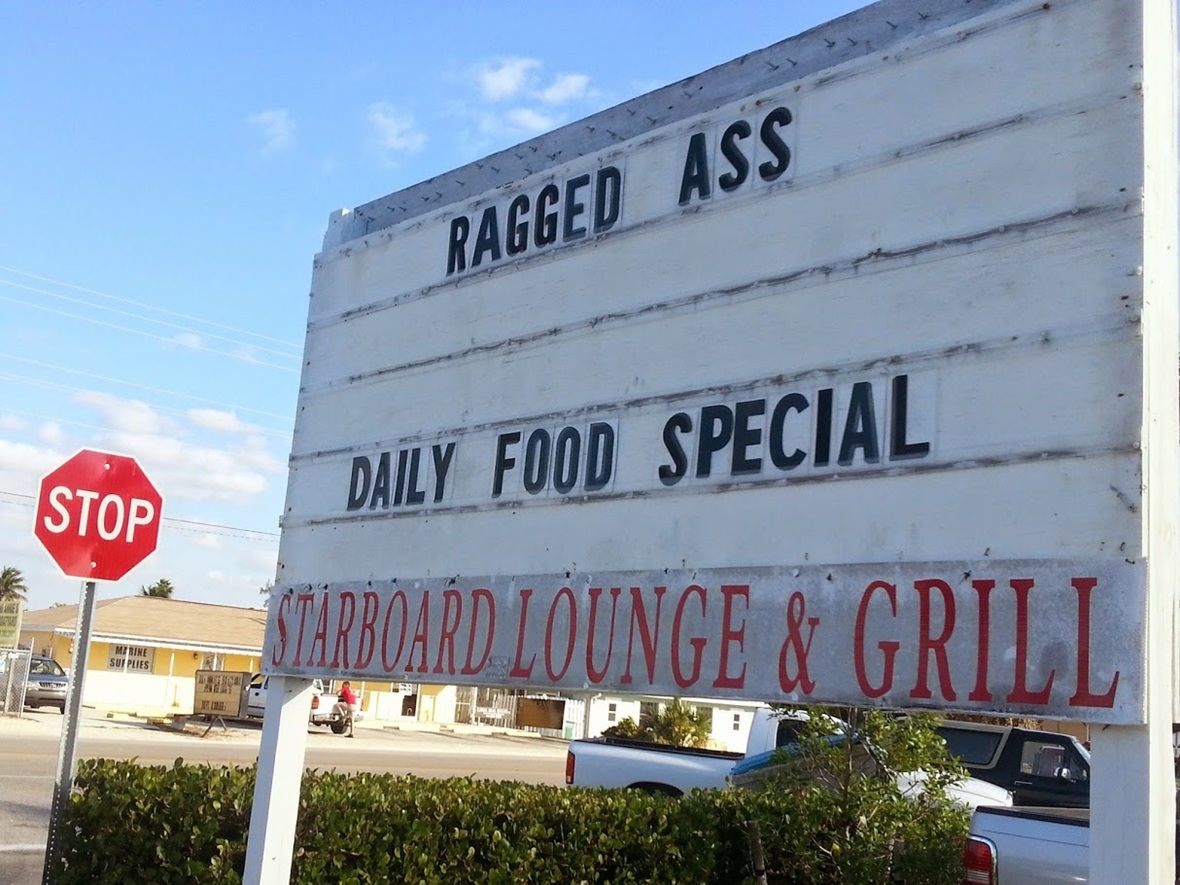 RAGGED ASS
DAILY FOOD SPECIAL
STARBOARD LOUNGE & GRILL
STOP
MARINE
SUPPLIES